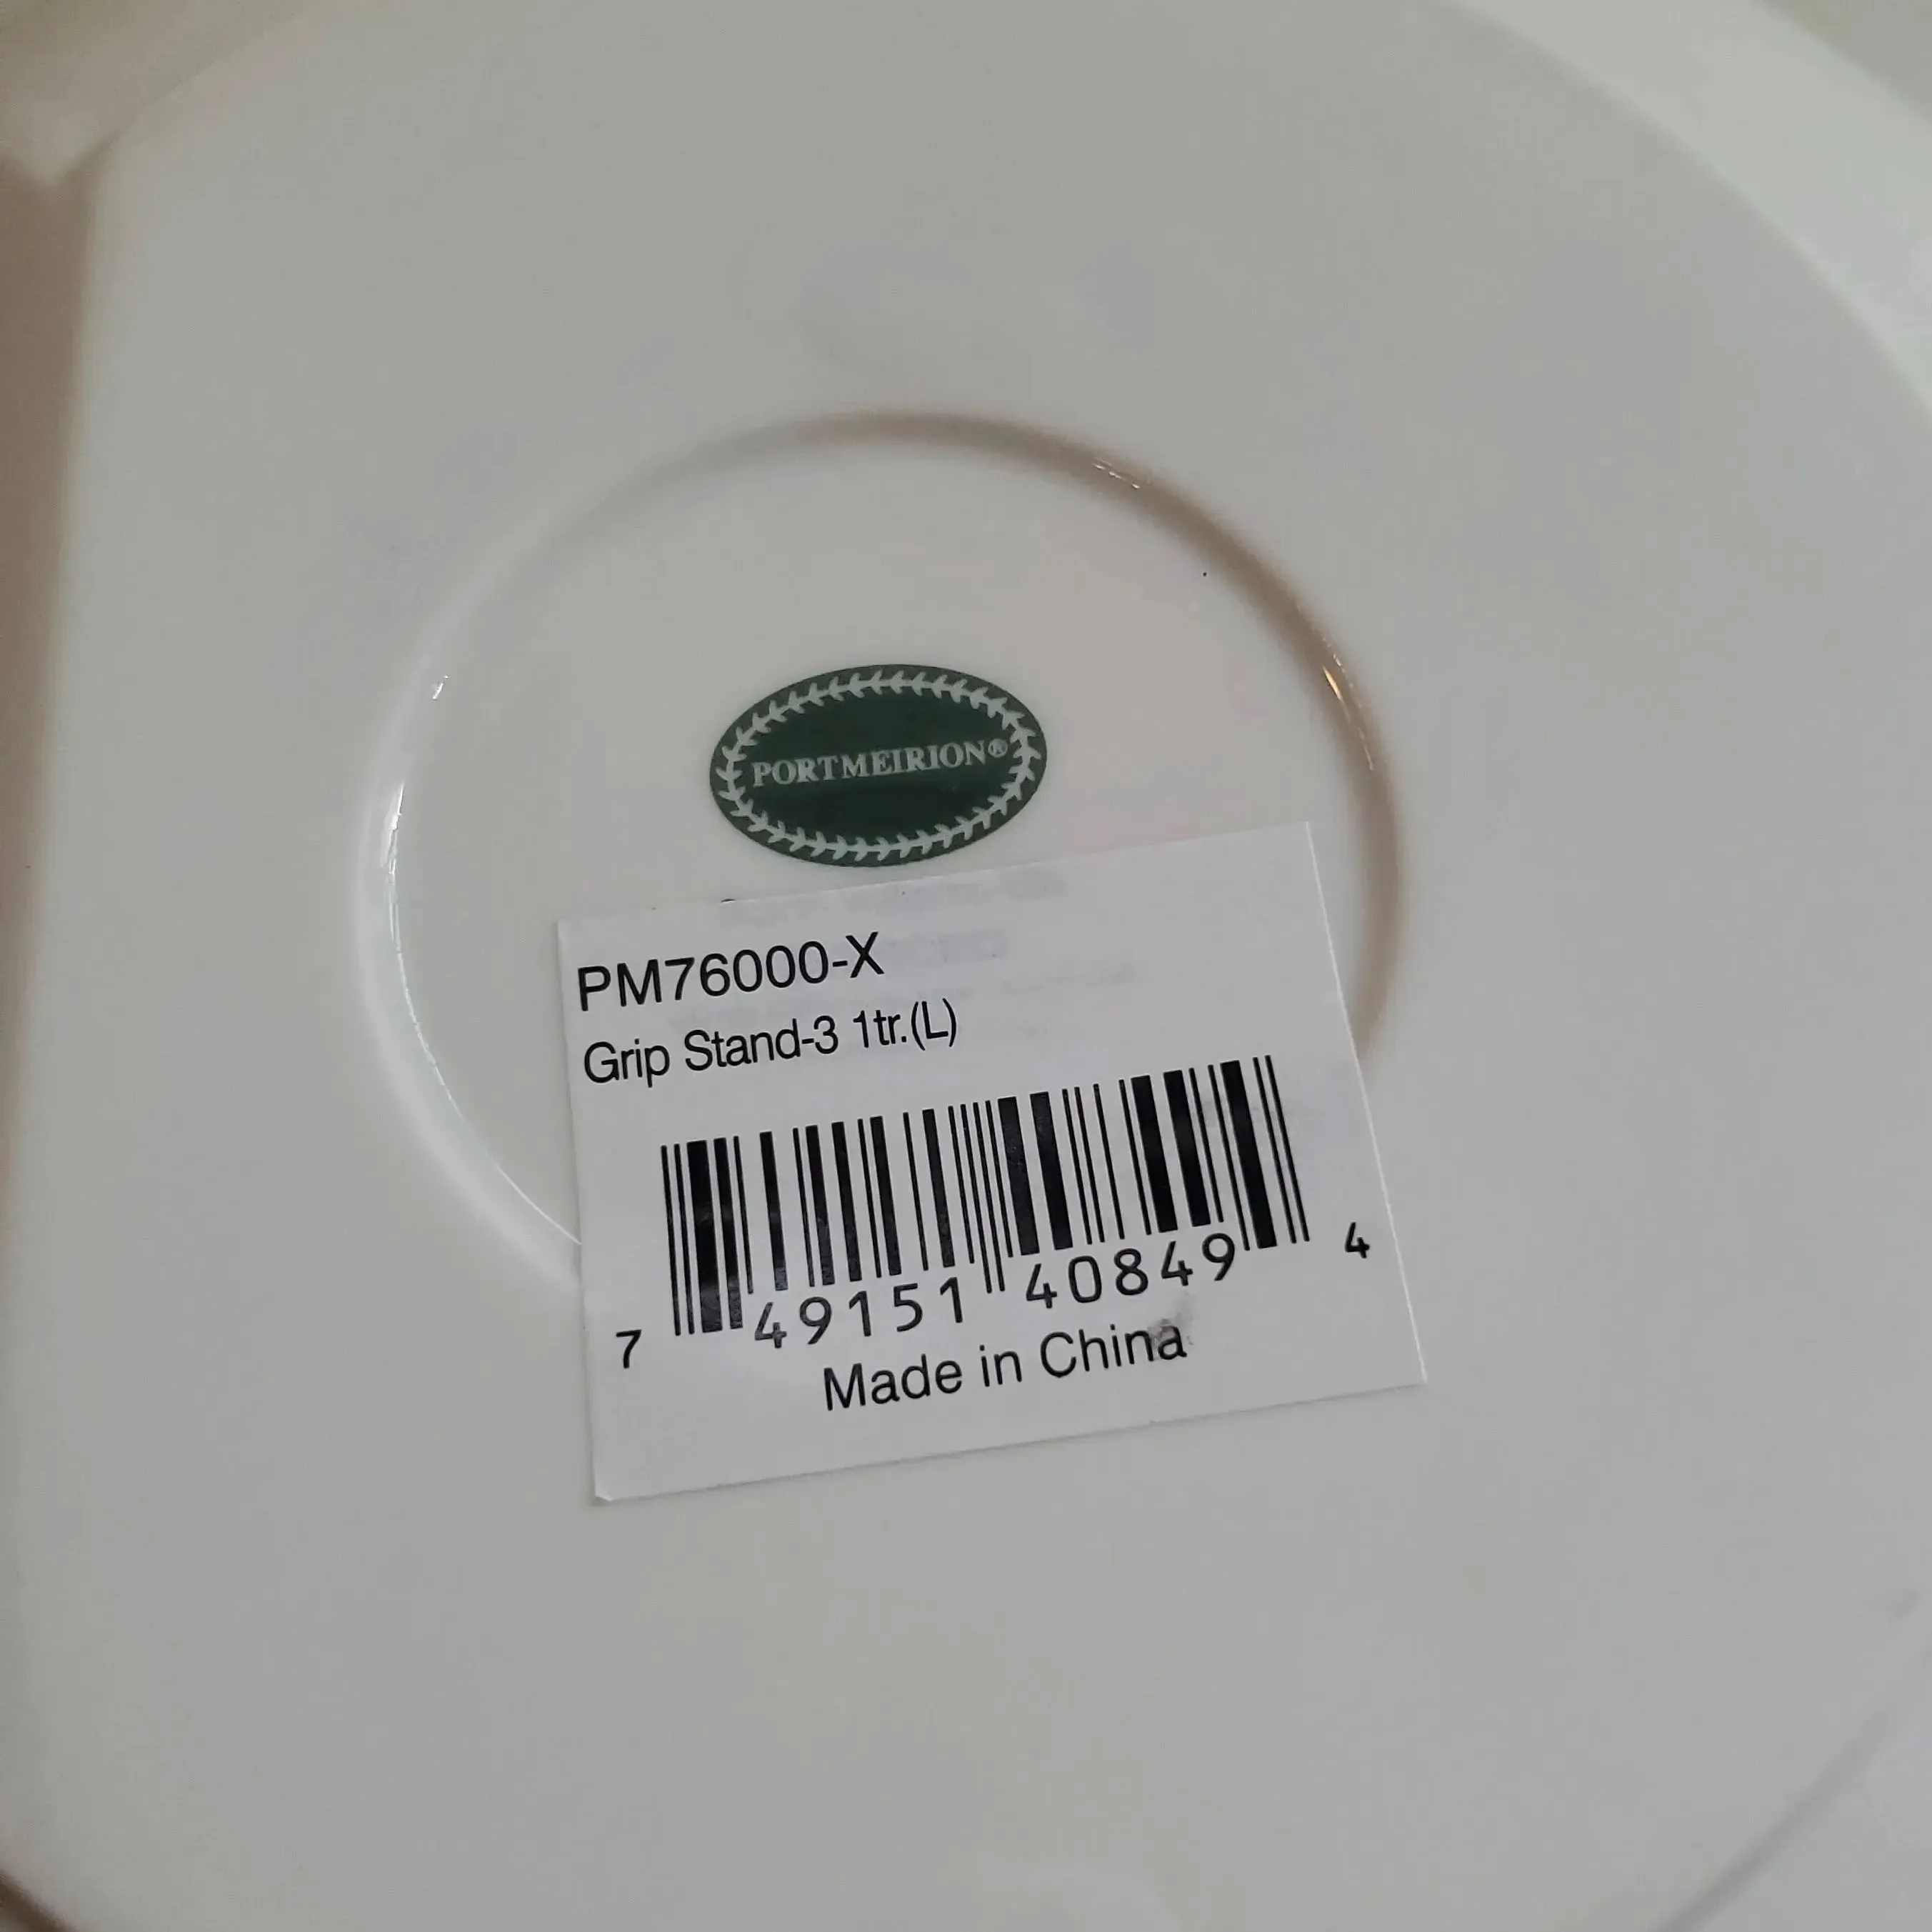 PORTMEIRION®
PM76000-X
Grip Stand-3 1tr.(L)
7 49151 40849 4
Made in China